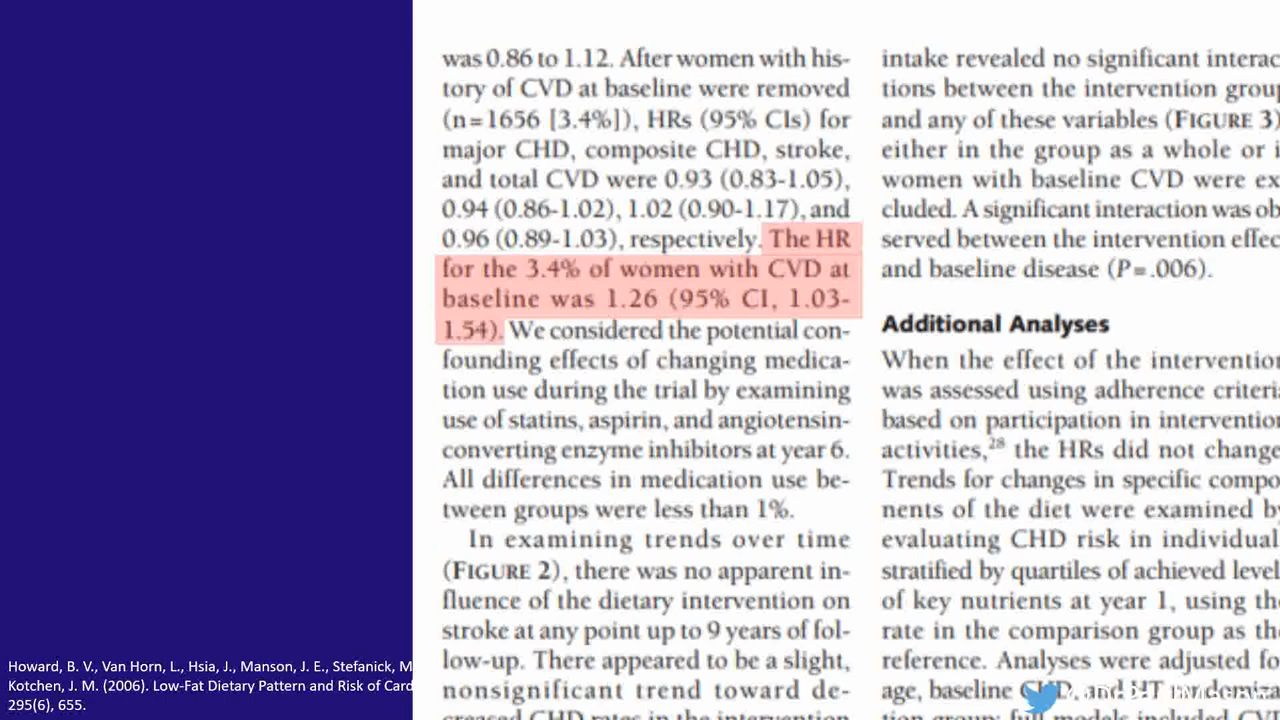 was 0.86 to 1.12. After women with his-
tory of CVD at baseline were removed
(n=1656 [3.4%]), HRs (95% CIs) for
major CHD, composite CHD, stroke,
and total CVD were 0.93 (0.83-1.05),
0.94 (0.86-1.02), 1.02 (0.90-1.17), and
0.96 (0.89-1.03), respectively. The HR
for the 3.4% of women with CVD at
baseline was 1.26 (95% CI, 1.03-
1.54). We considered the potential con-
founding effects of changing medica-
tion use during the trial by examining
use of statins, aspirin, and angiotensin-
converting enzyme inhibitors at year 6.
All differences in medication use be-
tween groups were less than 1%.
In examining trends over time
(FIGURE 2), there was no apparent in-
fluence of the dietary intervention on
stroke at any point up to 9 years of fol-
low-up. There appeared to be a slight,
nonsignificant trend toward de-
creased CHD rates in the intervention
intake revealed no significant interac
tions between the intervention group
and any of these variables (FIGURE 3)
either in the group as a whole or i
women with baseline CVD were ex
cluded. A significant interaction was ob
served between the intervention effec
and baseline disease (P=.006).
Additional Analyses
When the effect of the intervention
was assessed using adherence criteri
based on participation in intervention
activities,28 the HRs did not change
Trends for changes in specific compo
nents of the diet were examined by
evaluating CHD risk in individual
stratified by quartiles of achieved level
of key nutrients at year 1, using the
rate in the comparison group as the
reference. Analyses were adjusted fo
age, baseline
Howard, B. V., Van Horn, L., Hsia, J., Manson, J. E., Stefanick, M
Kotchen, J. M. (2006). Low-Fat Dietary Pattern and Risk of Card
295(6), 655.